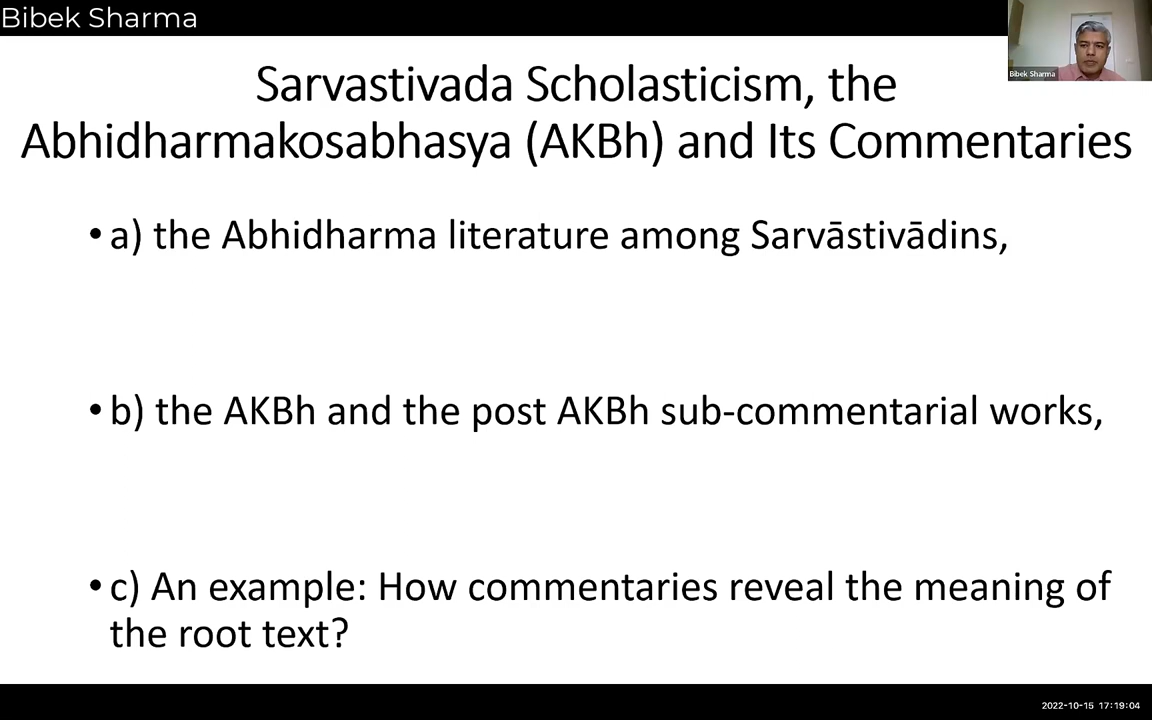 Bibek Sharma
Bibek Sharma
Sarvastivada Scholasticism, the
Abhidharmakosabhasya (AKBh) and Its Commentaries
• a) the Abhidharma literature among Sarvāstivādins,
• b) the AKBh and the post AKBh sub-commentarial works,
• c) An example: How commentaries reveal the meaning of
the root text?
2022-10-15 17:19:04